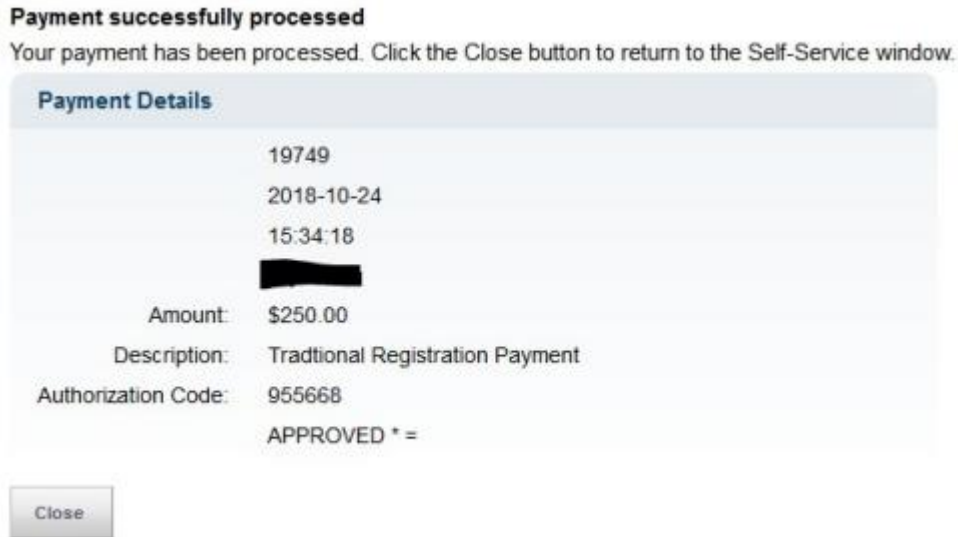 Payment successfully processed
Your payment has been processed. Click the Close button to return to the Self-Service window.
Payment Details
19749
2018-10-24
15:34:18
Amount: $250.00
Description: Tradtional Registration Payment
Authorization Code: 955668
APPROVED * =
Close